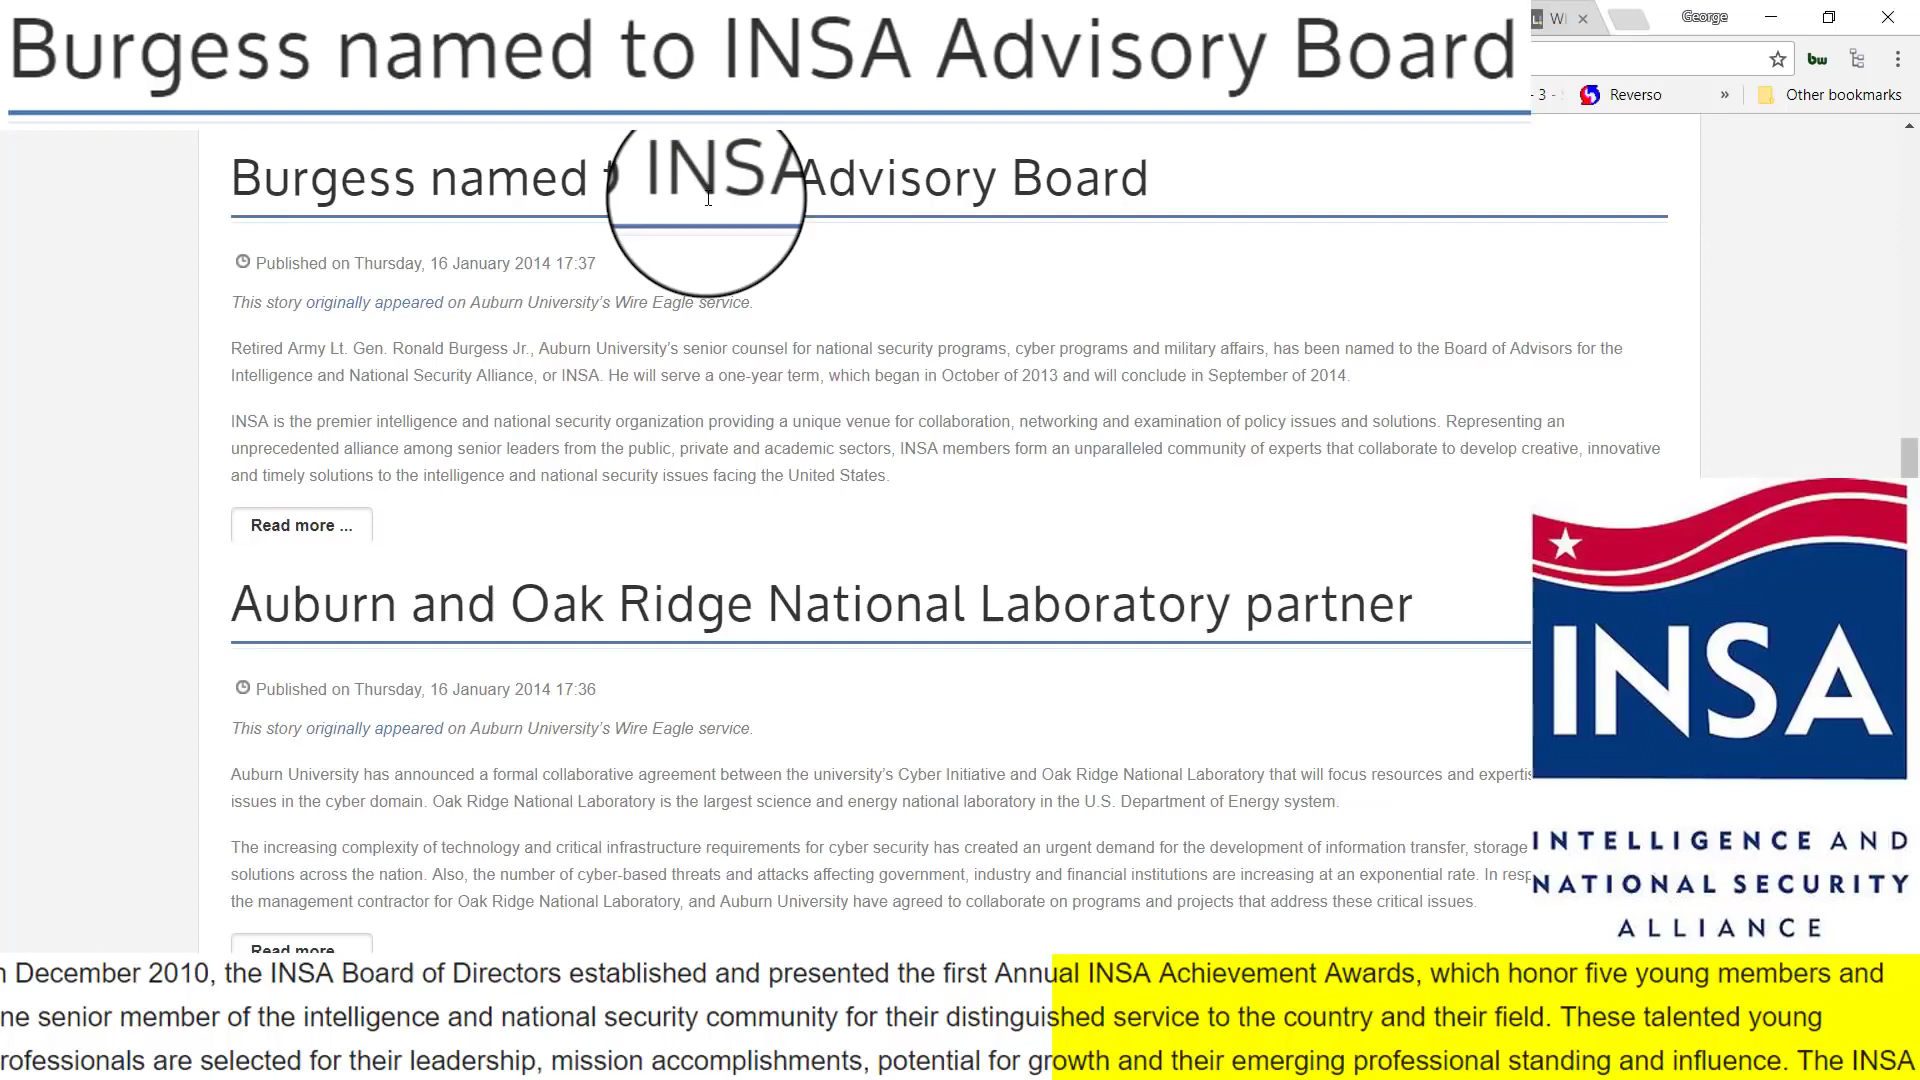 Burgess named to INSA Advisory Board
George
Reverso
»
Other bookmarks
Burgess named to INSA Advisory Board
Published on Thursday, 16 January 2014 17:37
This story originally appeared on Auburn University's Wire Eagle service.
Retired Army Lt. Gen. Ronald Burgess Jr., Auburn University's senior counsel for national security programs, cyber programs and military affairs, has been named to the Board of Advisors for the
Intelligence and National Security Alliance, or INSA. He will serve a one-year term, which began in October of 2013 and will conclude in September of 2014.
INSA is the premier intelligence and national security organization providing a unique venue for collaboration, networking and examination of policy issues and solutions. Representing an
unprecedented alliance among senior leaders from the public, private and academic sectors, INSA members form an unparalleled community of experts that collaborate to develop creative, innovative
and timely solutions to the intelligence and national security issues facing the United States.
Read more ...
Auburn and Oak Ridge National Laboratory partner
Published on Thursday, 16 January 2014 17:36
This story originally appeared on Auburn University's Wire Eagle service.
Auburn University has announced a formal collaborative agreement between the university's Cyber Initiative and Oak Ridge National Laboratory that will focus resources and expertis
issues in the cyber domain. Oak Ridge National Laboratory is the largest science and energy national laboratory in the U.S. Department of Energy system.
The increasing complexity of technology and critical infrastructure requirements for cyber security has created an urgent demand for the development of information transfer, storage
solutions across the nation. Also, the number of cyber-based threats and attacks affecting government, industry and financial institutions are increasing at an exponential rate. In resp
the management contractor for Oak Ridge National Laboratory, and Auburn University have agreed to collaborate on programs and projects that address these critical issues.
Read more
INSA
INTELLIGENCE AND
NATIONAL SECURITY
ALLIANCE
n December 2010, the INSA Board of Directors established and presented the first Annual INSA Achievement Awards, which honor five young members and
ne senior member of the intelligence and national security community for their distinguished service to the country and their field. These talented young
rofessionals are selected for their leadership, mission accomplishments, potential for growth and their emerging professional standing and influence. The INSA